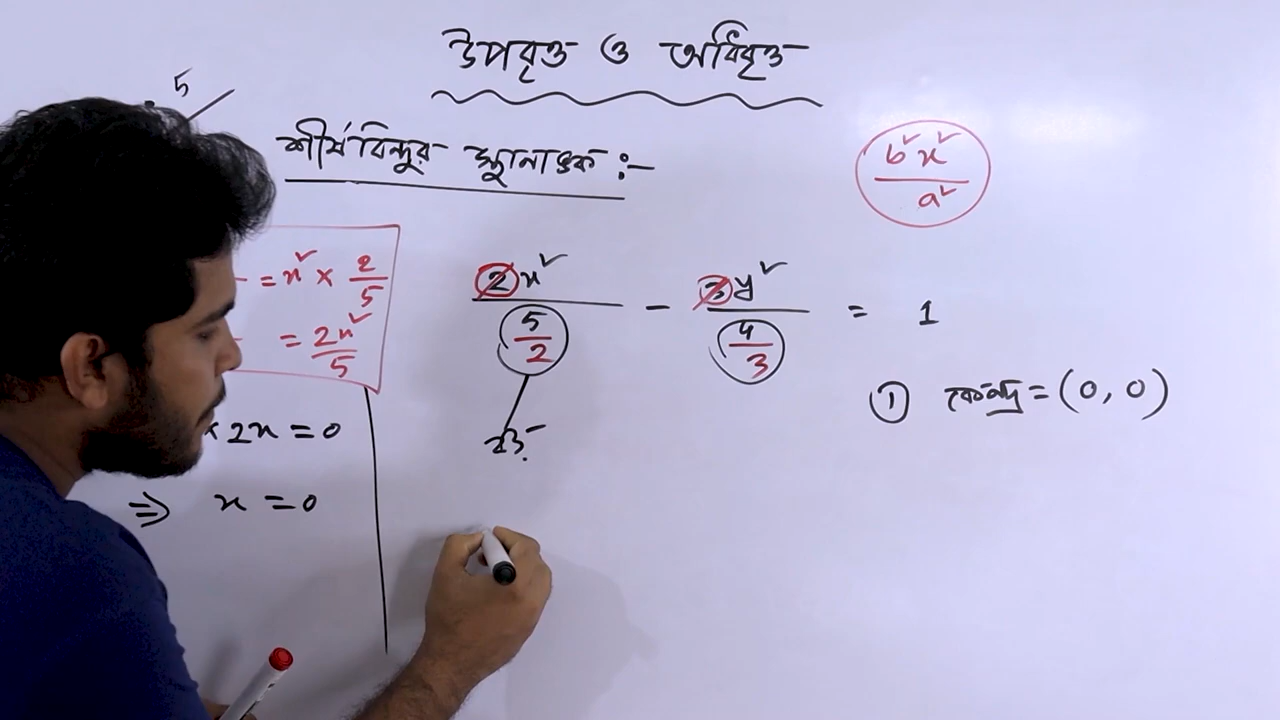 উপবৃত্ত ও অধিবৃত্ত
5
শীর্ষবিন্দুর স্থানাঙ্ক :-
b²x²
a²
= x² × 2/5
= 2x²/5
2x² / (5/2) - 3y² / (4/3) = 1
① কেন্দ্র = (0, 0)
× 2x = 0
বড়
⇒ x = 0